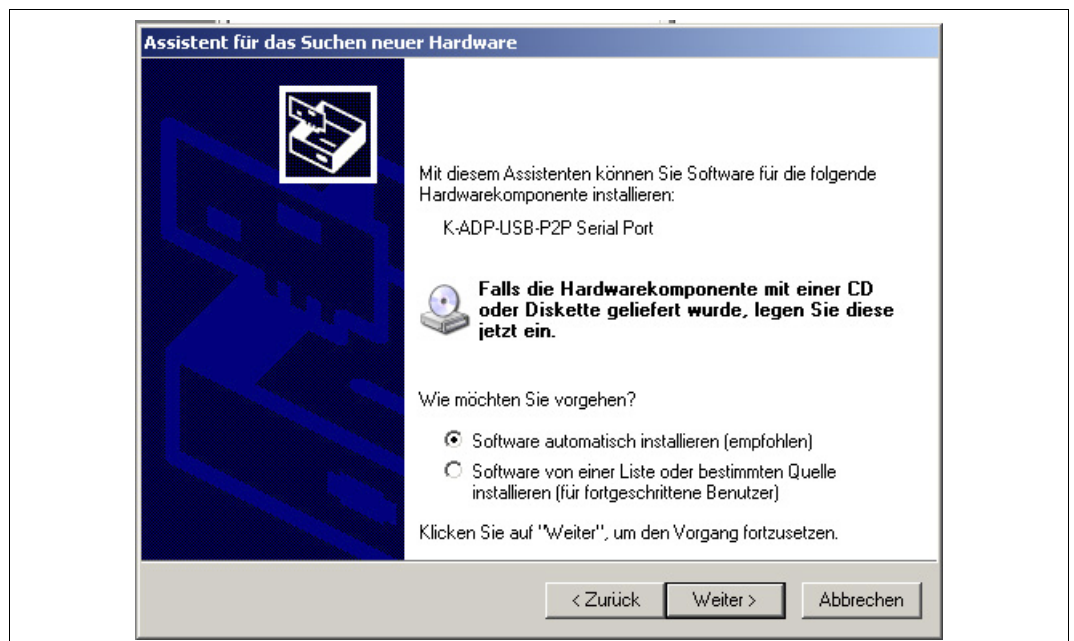 Assistent für das Suchen neuer Hardware
Mit diesem Assistenten können Sie Software für die folgende
Hardwarekomponente installieren:
K-ADP-USB-P2P Serial Port
Falls die Hardwarekomponente mit einer CD
oder Diskette geliefert wurde, legen Sie diese
jetzt ein.
Wie möchten Sie vorgehen?
Software automatisch installieren (empfohlen)
Software von einer Liste oder bestimmten Quelle
installieren (für fortgeschrittene Benutzer)
Klicken Sie auf "Weiter", um den Vorgang fortzusetzen.
< Zurück Weiter > Abbrechen